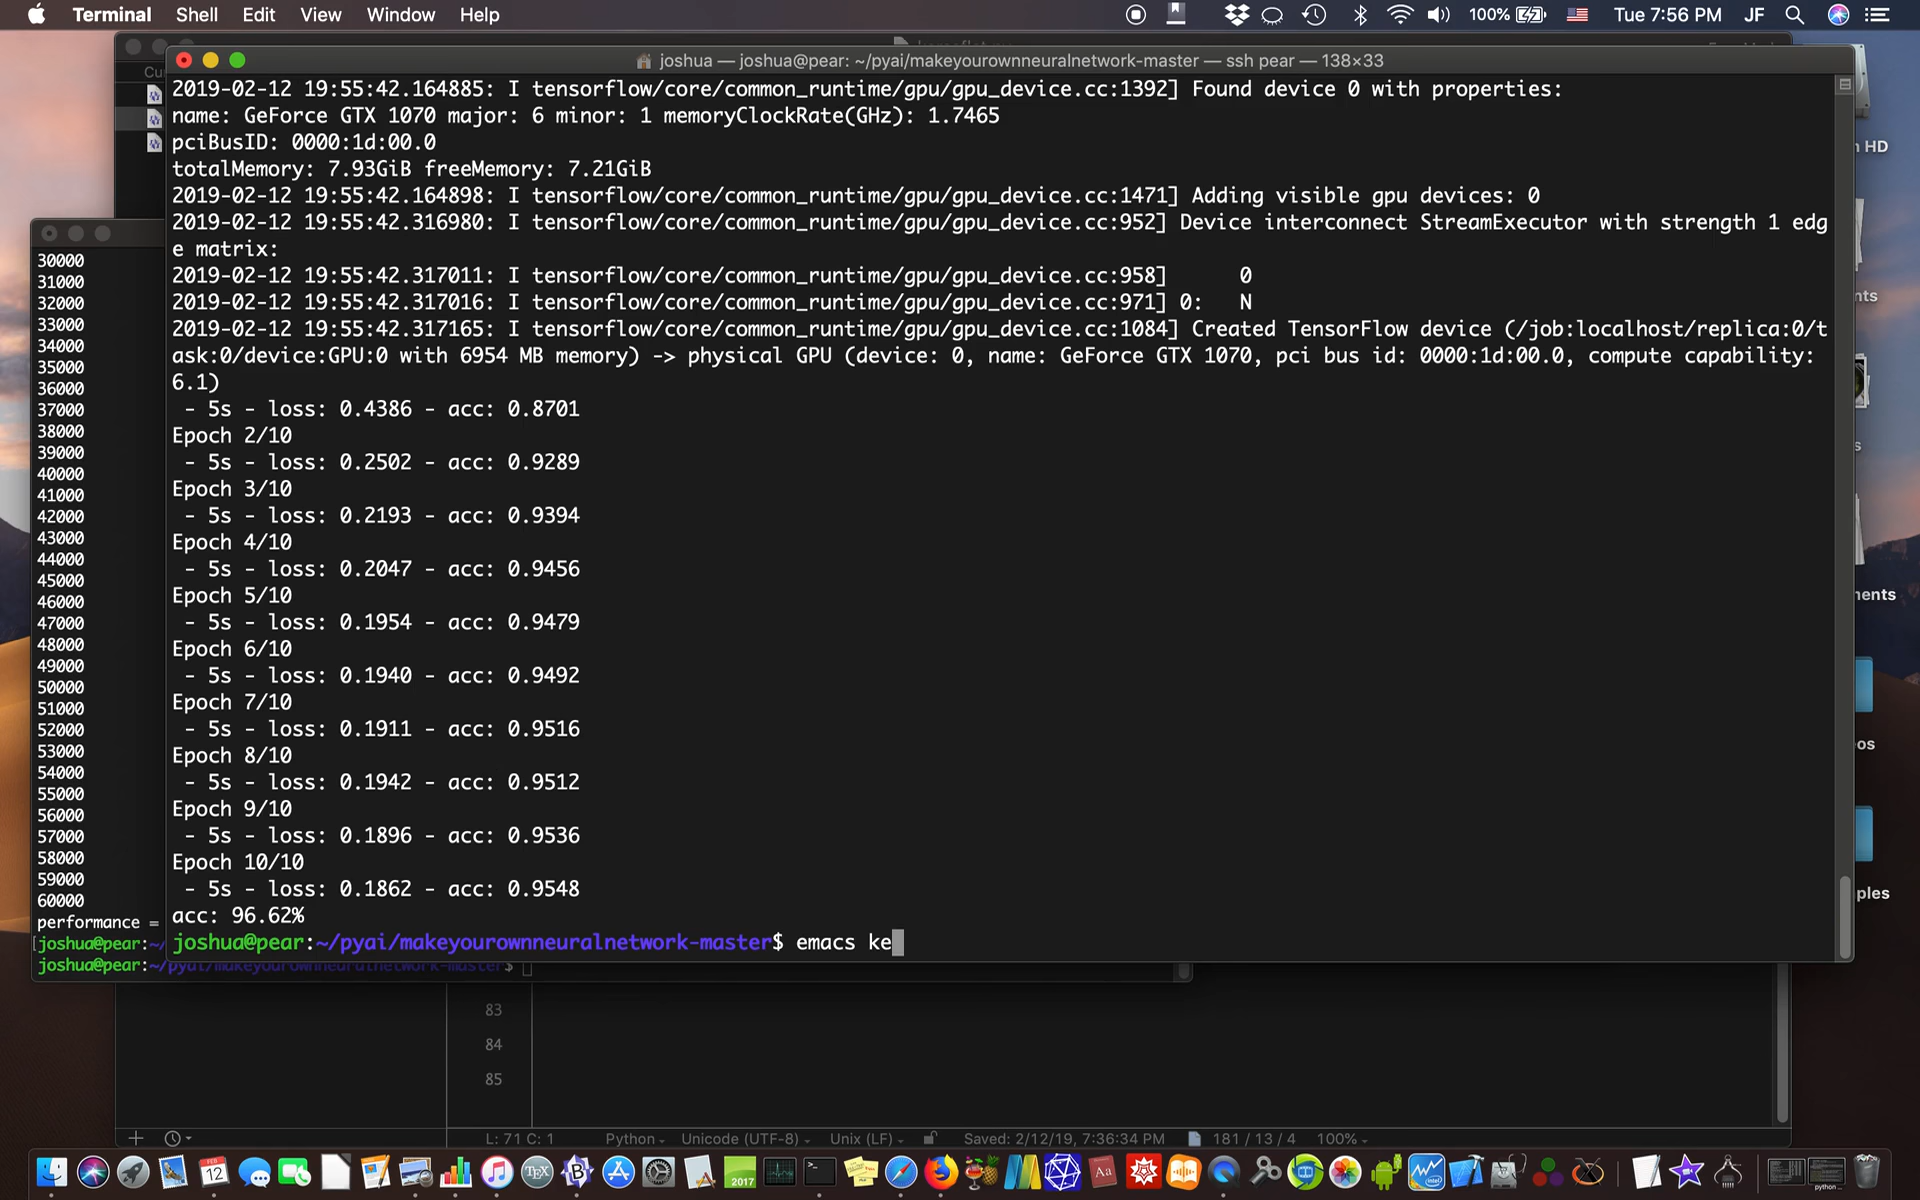 Terminal Shell Edit View Window Help 100% Tue 7:56 PM JF
joshua — joshua@pear: ~/pyai/makeyourownneuralnetwork-master — ssh pear — 138×33
2019-02-12 19:55:42.164885: I tensorflow/core/common_runtime/gpu/gpu_device.cc:1392] Found device 0 with properties:
name: GeForce GTX 1070 major: 6 minor: 1 memoryClockRate(GHz): 1.7465
pciBusID: 0000:1d:00.0
totalMemory: 7.93GiB freeMemory: 7.21GiB
2019-02-12 19:55:42.164898: I tensorflow/core/common_runtime/gpu/gpu_device.cc:1471] Adding visible gpu devices: 0
2019-02-12 19:55:42.316980: I tensorflow/core/common_runtime/gpu/gpu_device.cc:952] Device interconnect StreamExecutor with strength 1 edg
e matrix:
2019-02-12 19:55:42.317011: I tensorflow/core/common_runtime/gpu/gpu_device.cc:958]      0
2019-02-12 19:55:42.317016: I tensorflow/core/common_runtime/gpu/gpu_device.cc:971] 0:   N
2019-02-12 19:55:42.317165: I tensorflow/core/common_runtime/gpu/gpu_device.cc:1084] Created TensorFlow device (/job:localhost/replica:0/t
ask:0/device:GPU:0 with 6954 MB memory) -> physical GPU (device: 0, name: GeForce GTX 1070, pci bus id: 0000:1d:00.0, compute capability:
6.1)
 - 5s - loss: 0.4386 - acc: 0.8701
Epoch 2/10
 - 5s - loss: 0.2502 - acc: 0.9289
Epoch 3/10
 - 5s - loss: 0.2193 - acc: 0.9394
Epoch 4/10
 - 5s - loss: 0.2047 - acc: 0.9456
Epoch 5/10
 - 5s - loss: 0.1954 - acc: 0.9479
Epoch 6/10
 - 5s - loss: 0.1940 - acc: 0.9492
Epoch 7/10
 - 5s - loss: 0.1911 - acc: 0.9516
Epoch 8/10
 - 5s - loss: 0.1942 - acc: 0.9512
Epoch 9/10
 - 5s - loss: 0.1896 - acc: 0.9536
Epoch 10/10
 - 5s - loss: 0.1862 - acc: 0.9548
acc: 96.62%
joshua@pear:~/pyai/makeyourownneuralnetwork-master$ emacs ke
Cu
30000
31000
32000
33000
34000
35000
36000
37000
38000
39000
40000
41000
42000
43000
44000
45000
46000
47000
48000
49000
50000
51000
52000
53000
54000
55000
56000
57000
58000
59000
60000
performance =
[joshua@pear:~/
joshua@pear:~/pyai/makeyourownneuralnetwork-master$
HD
nts
s
ments
os
ples
83
84
85
L: 71 C: 1 Python Unicode (UTF-8) Unix (LF) Saved: 2/12/19, 7:36:34 PM 181 / 13 / 4 100%
FEB
12
TEX
2017
Aa
intel
python